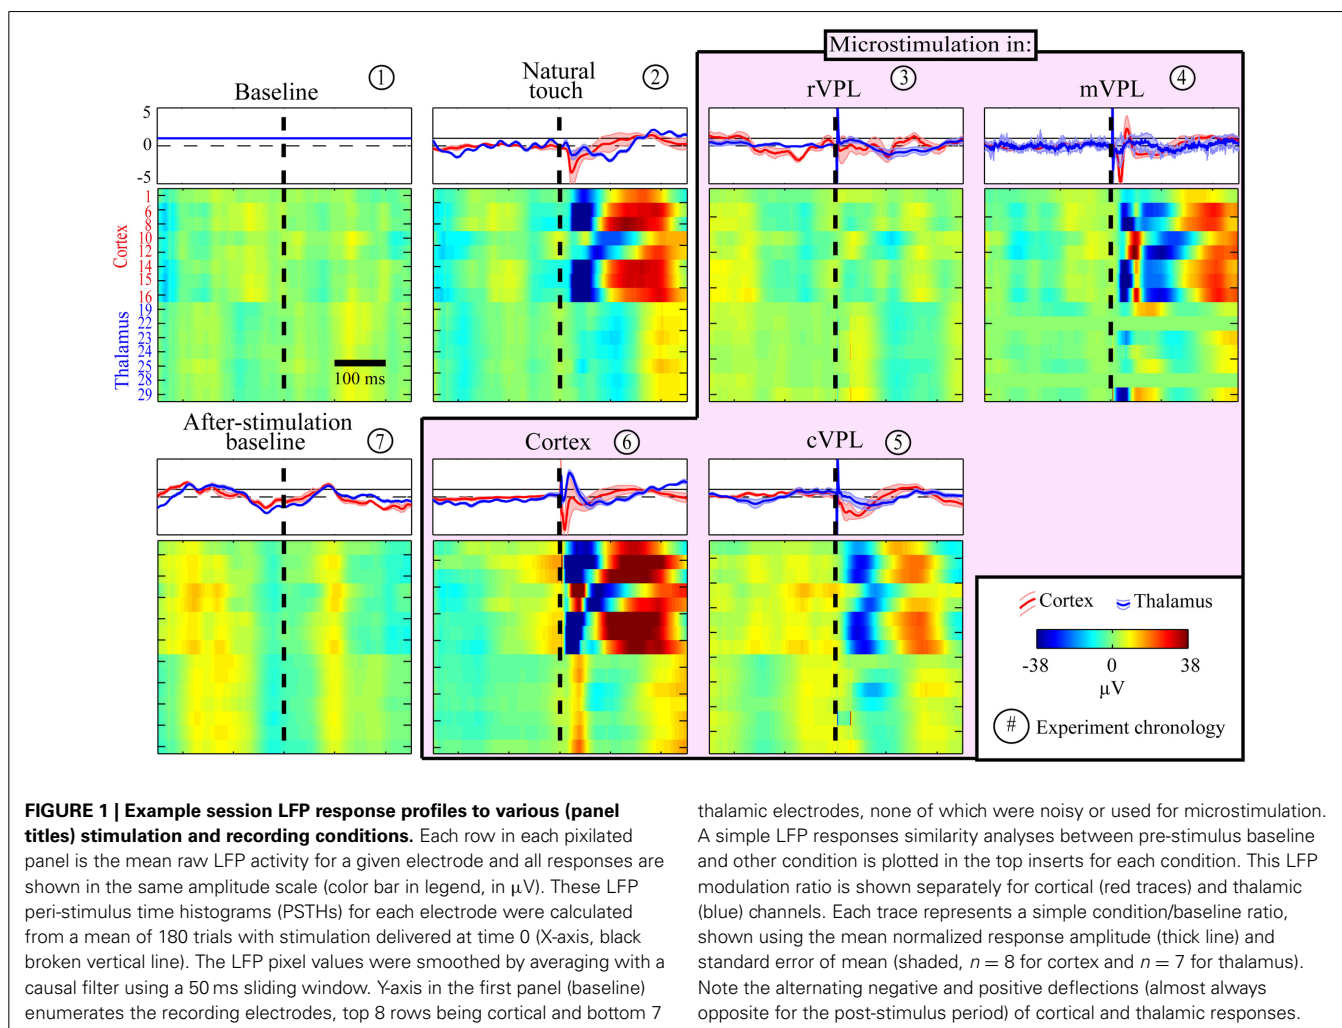 Microstimulation in:
1
Baseline
2
Natural
touch
3
rVPL
4
mVPL
5
0
-5
Cortex
1
6
8
10
12
14
15
16
Thalamus
19
22
23
24
25
28
29
100 ms
After-stimulation
baseline
7
Cortex
6
cVPL
5
Cortex
Thalamus
-38
0
38
µV
# Experiment chronology
FIGURE 1 | Example session LFP response profiles to various (panel
titles) stimulation and recording conditions. Each row in each pixilated
panel is the mean raw LFP activity for a given electrode and all responses are
shown in the same amplitude scale (color bar in legend, in µV). These LFP
peri-stimulus time histograms (PSTHs) for each electrode were calculated
from a mean of 180 trials with stimulation delivered at time 0 (X-axis, black
broken vertical line). The LFP pixel values were smoothed by averaging with a
causal filter using a 50 ms sliding window. Y-axis in the first panel (baseline)
enumerates the recording electrodes, top 8 rows being cortical and bottom 7
thalamic electrodes, none of which were noisy or used for microstimulation.
A simple LFP responses similarity analyses between pre-stimulus baseline
and other condition is plotted in the top inserts for each condition. This LFP
modulation ratio is shown separately for cortical (red traces) and thalamic
(blue) channels. Each trace represents a simple condition/baseline ratio,
shown using the mean normalized response amplitude (thick line) and
standard error of mean (shaded, n = 8 for cortex and n = 7 for thalamus).
Note the alternating negative and positive deflections (almost always
opposite for the post-stimulus period) of cortical and thalamic responses.